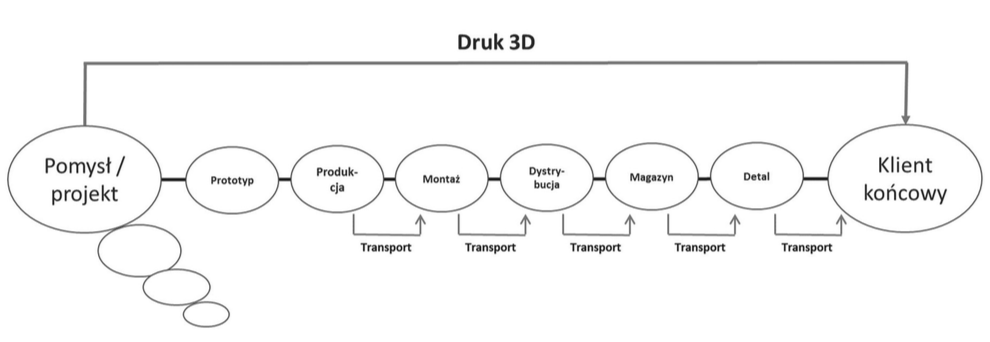 Druk 3D
Pomysł /
projekt
Prototyp
Produk-
cja
Montaż
Dystry-
bucja
Magazyn
Detal
Klient
końcowy
Transport
Transport
Transport
Transport
Transport